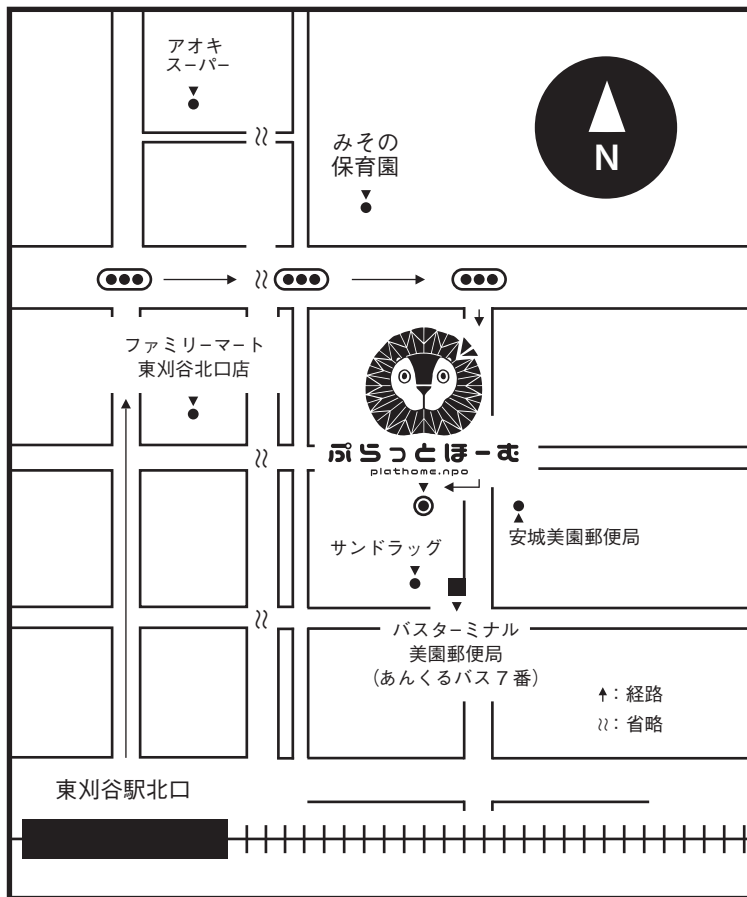 アオキ
スーパー
みその
保育園
N
ファミリーマート
東刈谷北口店
ぷらっとほーむ
plathome.npo
安城美園郵便局
サンドラッグ
バスターミナル
美園郵便局
(あんくるバス7番)
↑：経路
≈：省略
東刈谷駅北口